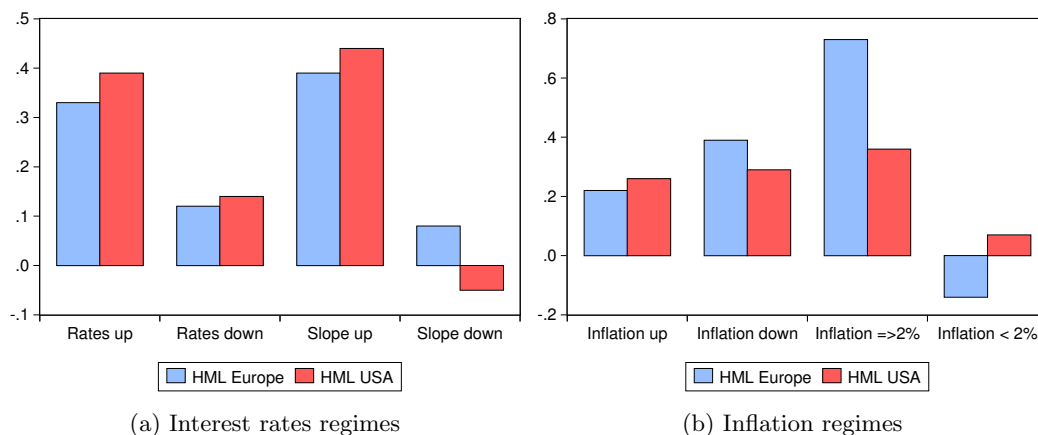 .5
.4
.3
.2
.1
.0
-.1
Rates up Rates down Slope up Slope down
HML Europe HML USA
(a) Interest rates regimes
.8
.6
.4
.2
.0
-.2
Inflation up Inflation down Inflation =>2% Inflation < 2%
HML Europe HML USA
(b) Inflation regimes